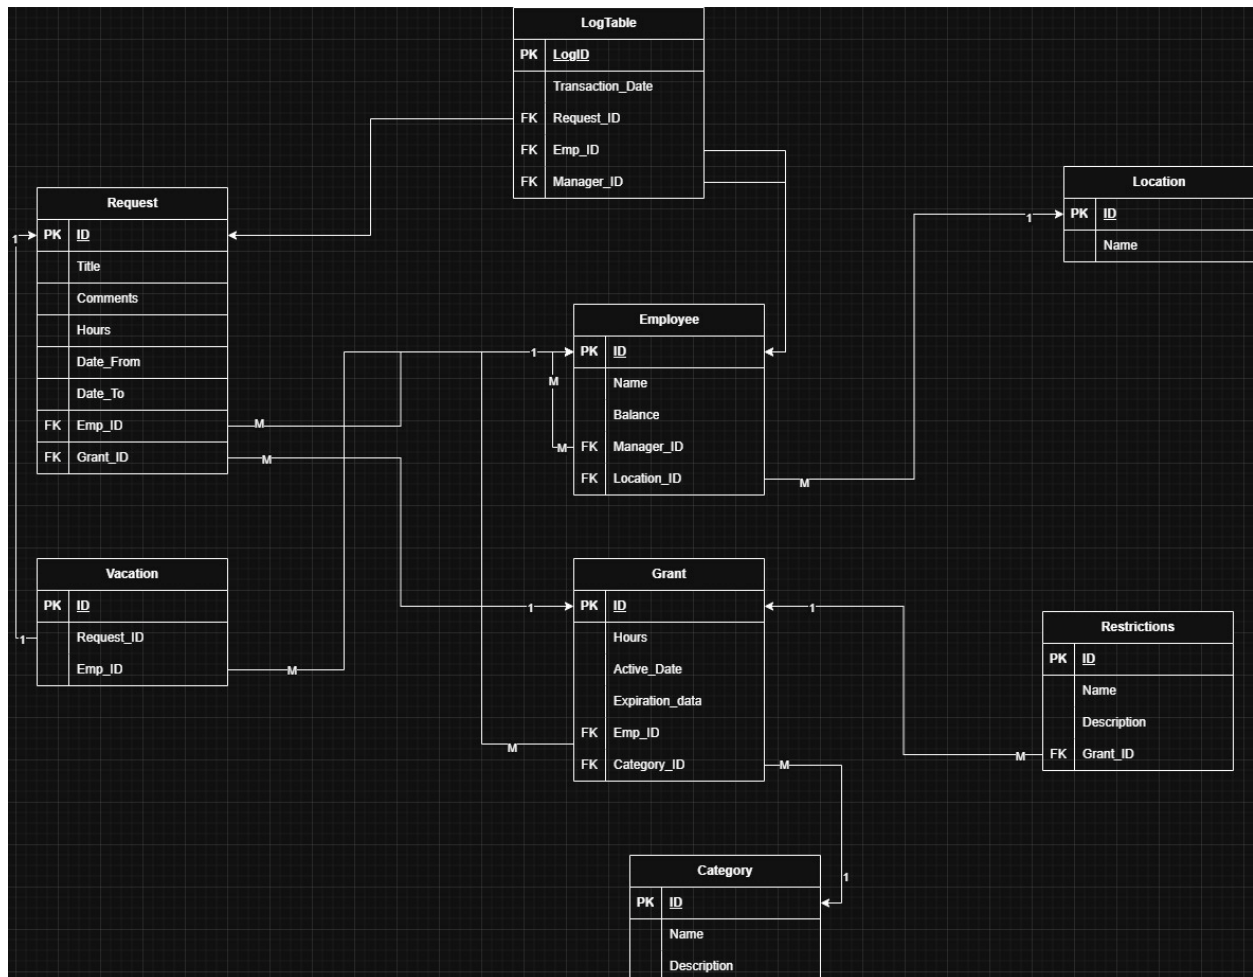 LogTable
PK LogID
Transaction_Date
FK Request_ID
FK Emp_ID
FK Manager_ID
Location
PK ID
Name
1
Request
PK ID
Title
Comments
Hours
Date_From
Date_To
FK Emp_ID
FK Grant_ID
1
M
M
Employee
PK ID
Name
Balance
FK Manager_ID
FK Location_ID
1
M
M
M
Vacation
PK ID
Request_ID
Emp_ID
1
M
Grant
PK ID
Hours
Active_Date
Expiration_data
FK Emp_ID
FK Category_ID
1
1
M
M
Restrictions
PK ID
Name
Description
FK Grant_ID
M
Category
PK ID
Name
Description
1